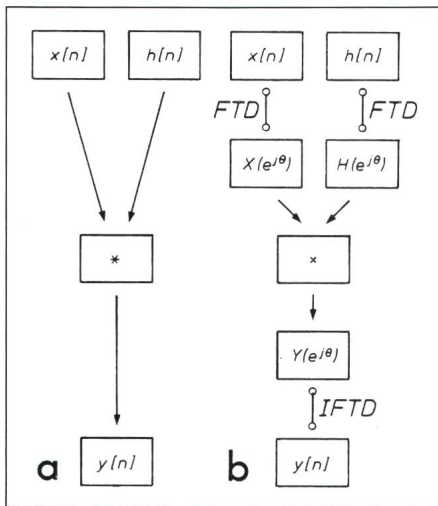 x[n] h[n] x[n] h[n]
FTD FTD
X(e^jθ) H(e^jθ)
* ×
Y(e^jθ)
IFTD
a y[n] b y[n]